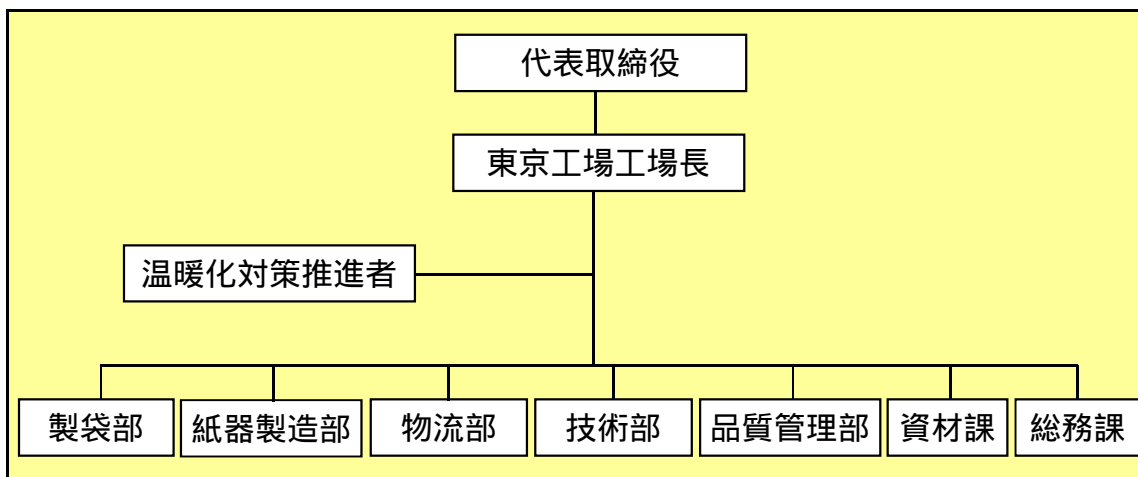 代表取締役
東京工場工場長
温暖化対策推進者
製袋部
紙器製造部
物流部
技術部
品質管理部
資材課
総務課